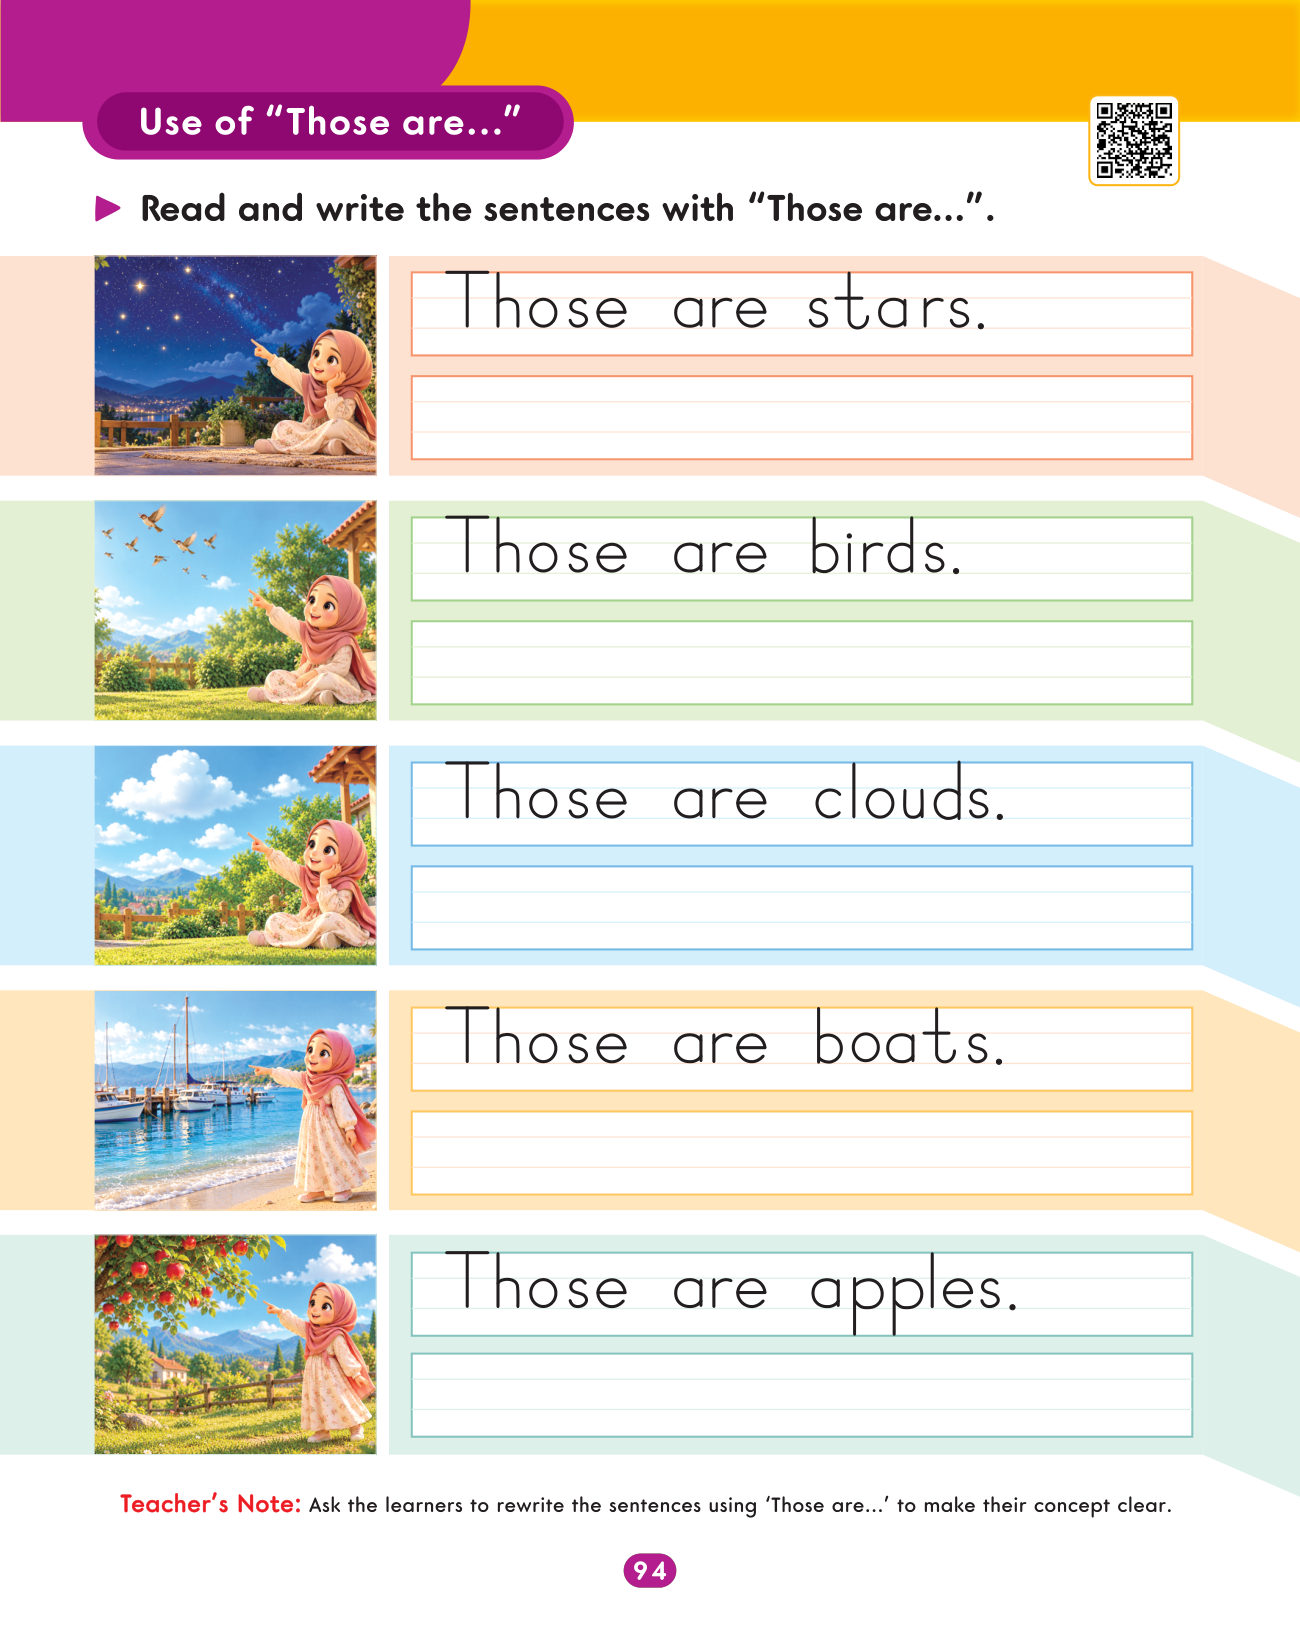 Use of “Those are...”
Read and write the sentences with “Those are...”.
Those are stars.
Those are birds.
Those are clouds.
Those are boats.
Those are apples.
Teacher’s Note: Ask the learners to rewrite the sentences using ‘Those are...’ to make their concept clear.
94